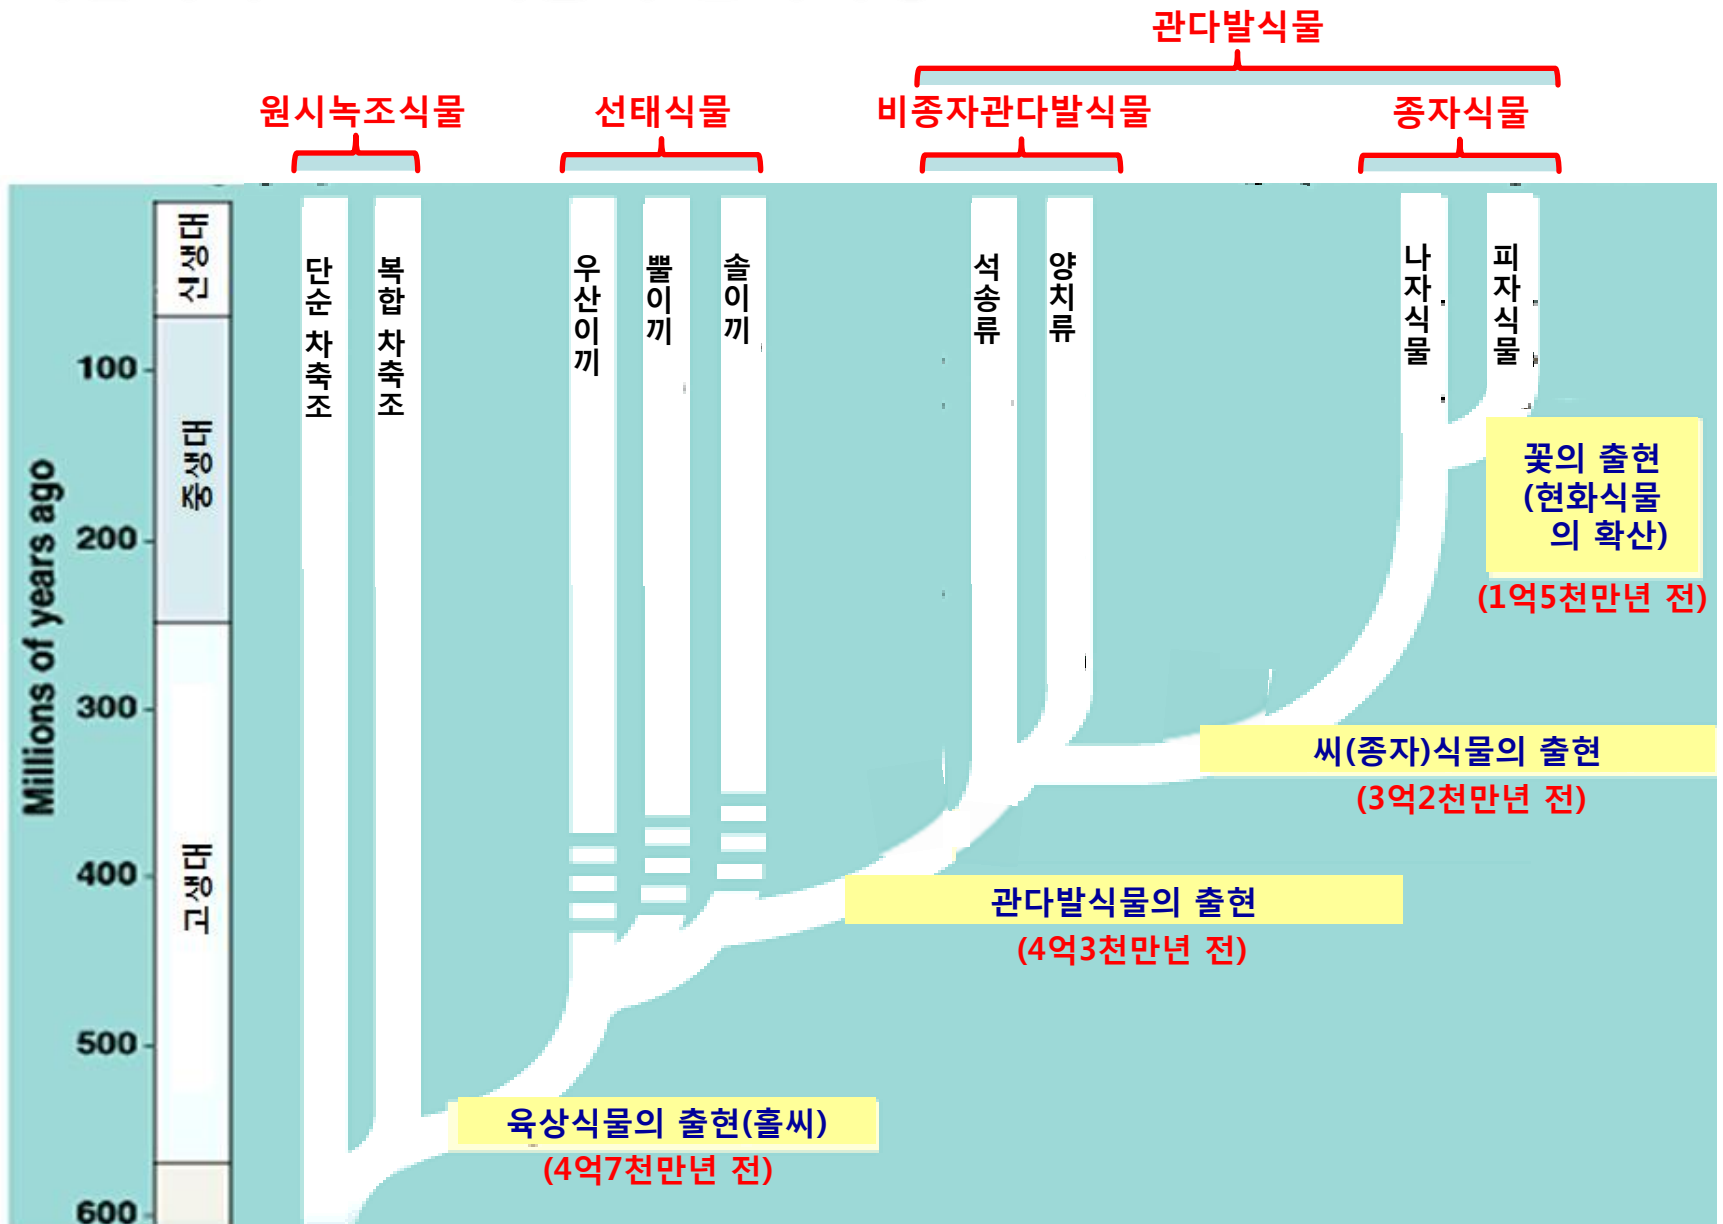 관다발식물
원시녹조식물
선태식물
비종자관다발식물
종자식물
단순 차축조
복합 차축조
우산이끼
뿔이끼
솔이끼
석송류
양치류
나자식물
피자식물
신생대
중생대
고생대
Millions of years ago
100
200
300
400
500
600
꽃의 출현
(현화식물
의 확산)
(1억5천만년 전)
씨(종자)식물의 출현
(3억2천만년 전)
관다발식물의 출현
(4억3천만년 전)
육상식물의 출현(홀씨)
(4억7천만년 전)